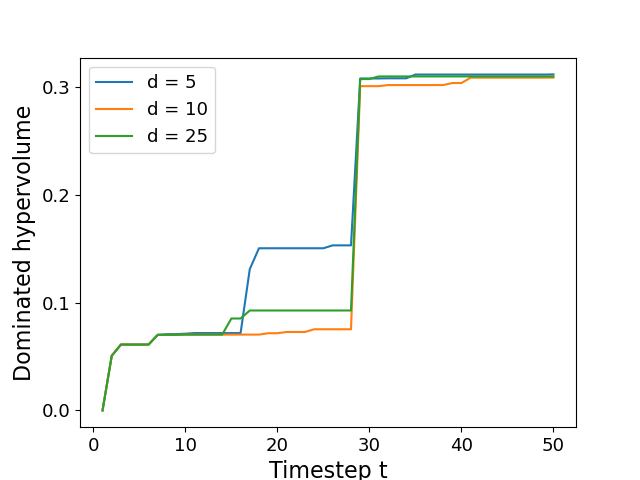 d = 5
d = 10
d = 25
Dominated hypervolume
0.3
0.2
0.1
0.0
0 10 20 30 40 50
Timestep t